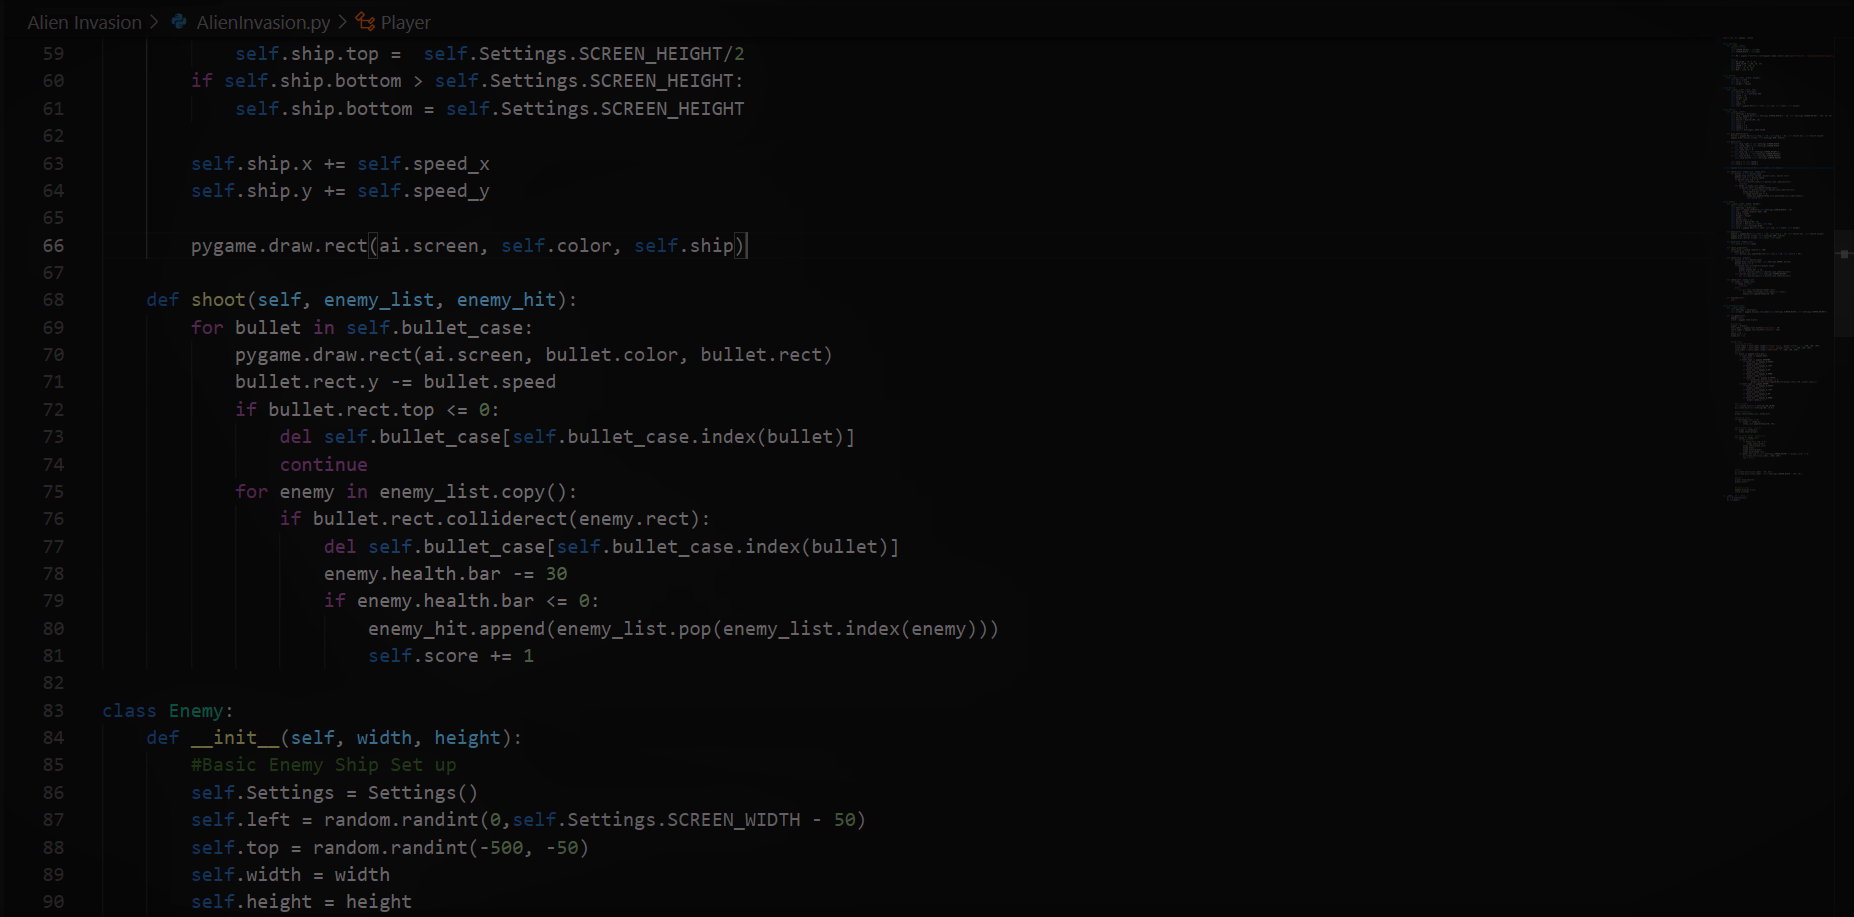 Alien Invasion > AlienInvasion.py > Player
59 self.ship.top =  self.Settings.SCREEN_HEIGHT/2
60 if self.ship.bottom > self.Settings.SCREEN_HEIGHT:
61 self.ship.bottom = self.Settings.SCREEN_HEIGHT
62
63 self.ship.x += self.speed_x
64 self.ship.y += self.speed_y
65
66 pygame.draw.rect(ai.screen, self.color, self.ship)
67
68 def shoot(self, enemy_list, enemy_hit):
69 for bullet in self.bullet_case:
70 pygame.draw.rect(ai.screen, bullet.color, bullet.rect)
71 bullet.rect.y -= bullet.speed
72 if bullet.rect.top <= 0:
73 del self.bullet_case[self.bullet_case.index(bullet)]
74 continue
75 for enemy in enemy_list.copy():
76 if bullet.rect.colliderect(enemy.rect):
77 del self.bullet_case[self.bullet_case.index(bullet)]
78 enemy.health.bar -= 30
79 if enemy.health.bar <= 0:
80 enemy_hit.append(enemy_list.pop(enemy_list.index(enemy)))
81 self.score += 1
82
83 class Enemy:
84 def __init__(self, width, height):
85 #Basic Enemy Ship Set up
86 self.Settings = Settings()
87 self.left = random.randint(0,self.Settings.SCREEN_WIDTH - 50)
88 self.top = random.randint(-500, -50)
89 self.width = width
90 self.height = height